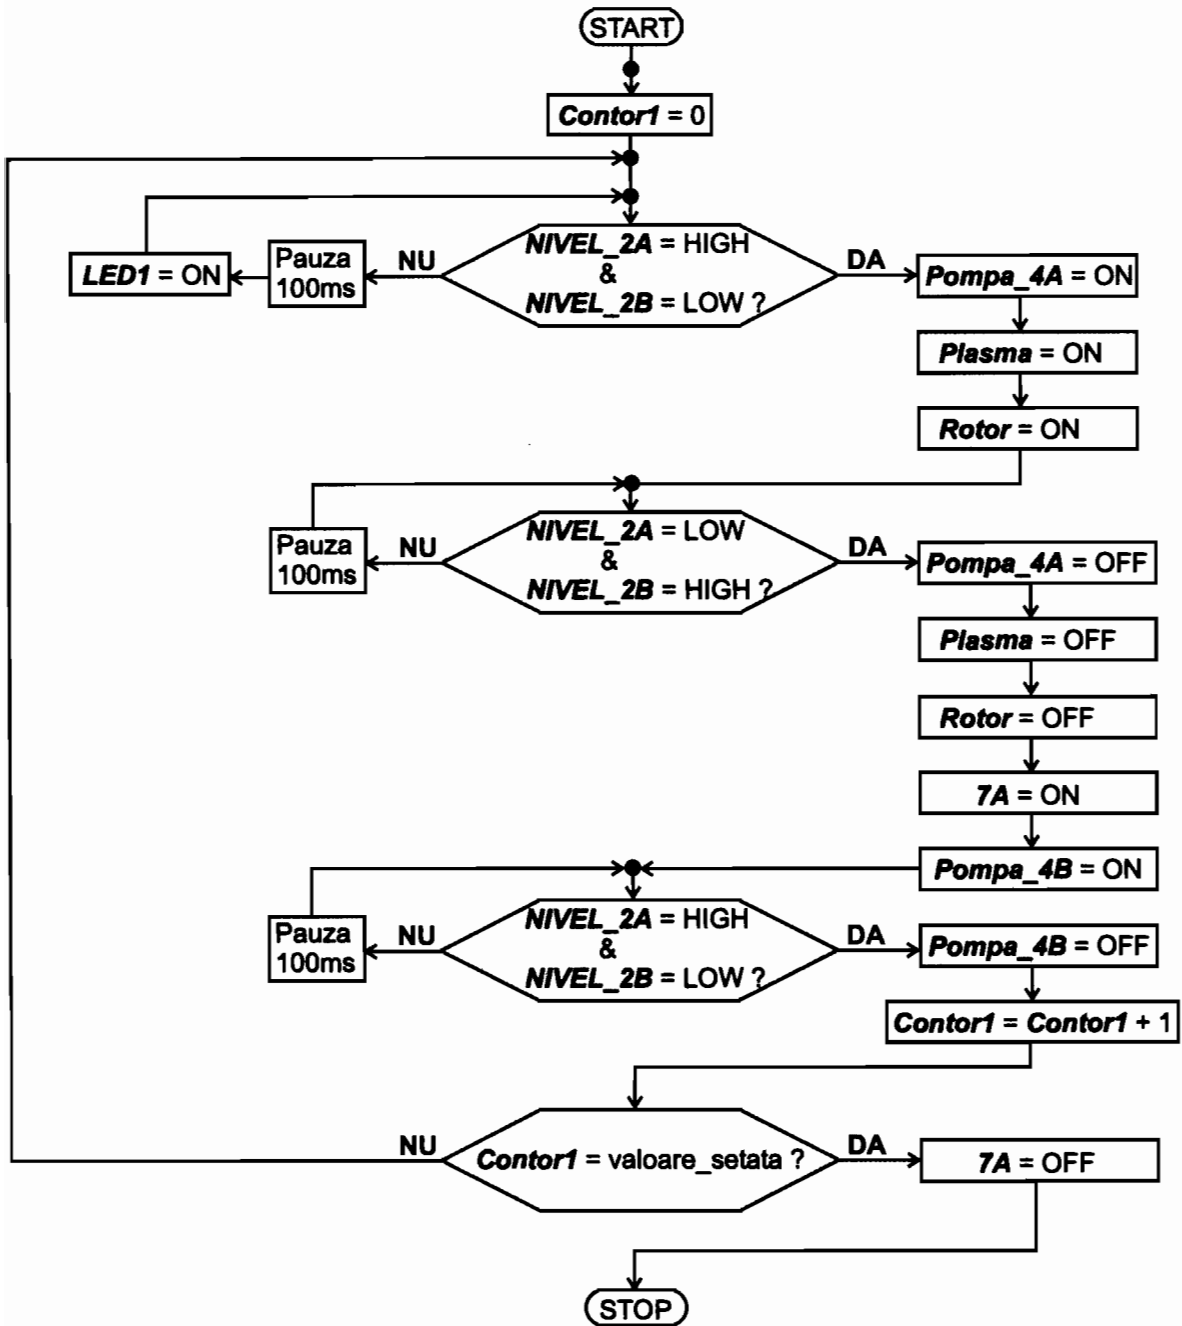 START
Contor1 = 0
NIVEL_2A = HIGH
&
NIVEL_2B = LOW ?
NU
Pauza
100ms
LED1 = ON
DA
Pompa_4A = ON
Plasma = ON
Rotor = ON
NIVEL_2A = LOW
&
NIVEL_2B = HIGH ?
NU
Pauza
100ms
DA
Pompa_4A = OFF
Plasma = OFF
Rotor = OFF
7A = ON
Pompa_4B = ON
NIVEL_2A = HIGH
&
NIVEL_2B = LOW ?
NU
Pauza
100ms
DA
Pompa_4B = OFF
Contor1 = Contor1 + 1
Contor1 = valoare_setata ?
NU
DA
7A = OFF
STOP